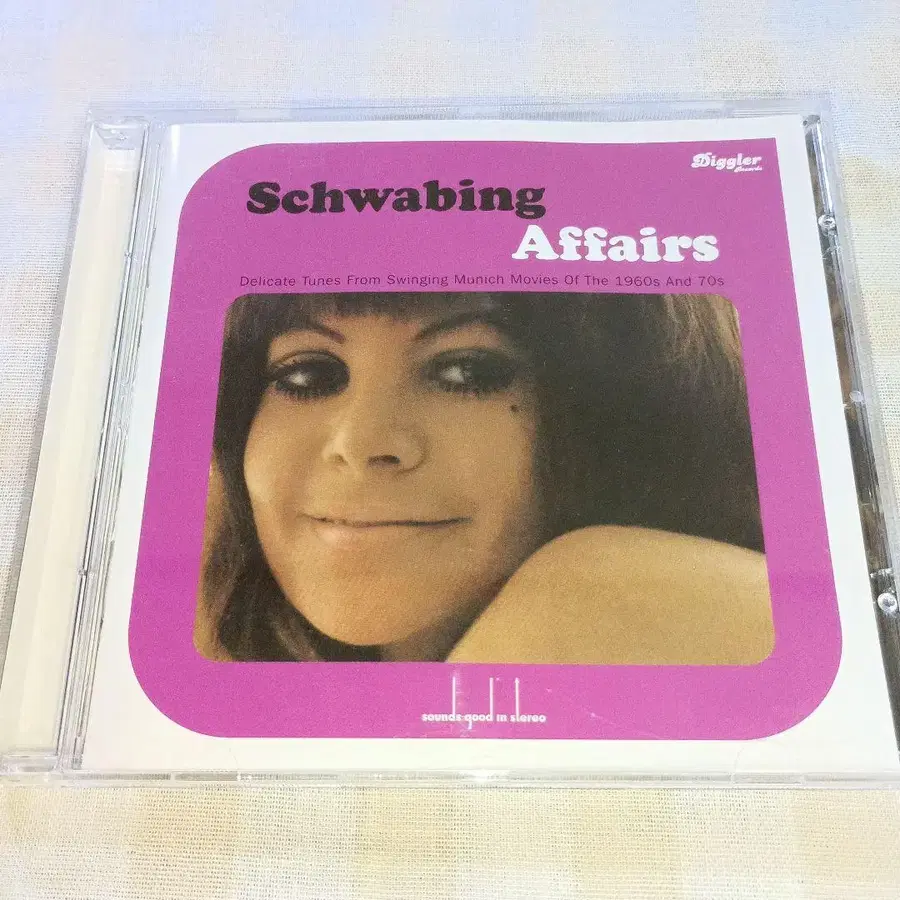 Diggler
Records
Schwabing
Affairs
Delicate Tunes From Swinging Munich Movies Of The 1960s And 70s
sounds good in stereo